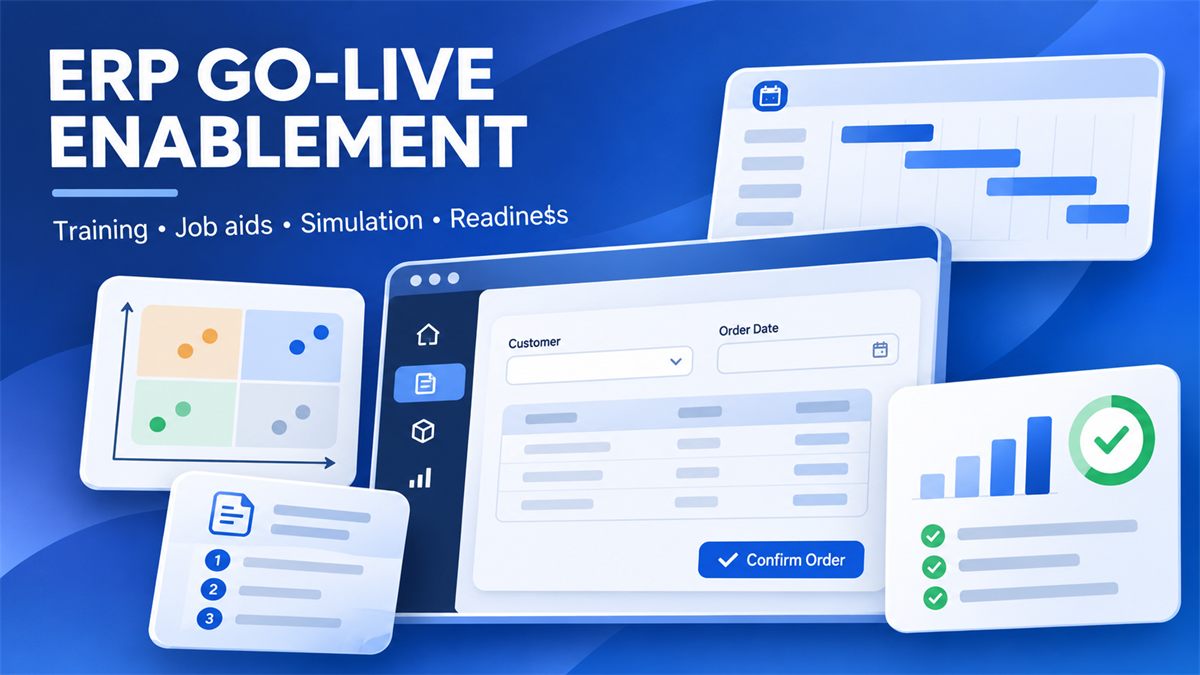 ERP GO-LIVE
ENABLEMENT
Training • Job aids • Simulation • Readine$s
Customer
Order Date
Confirm Order
1
2
3